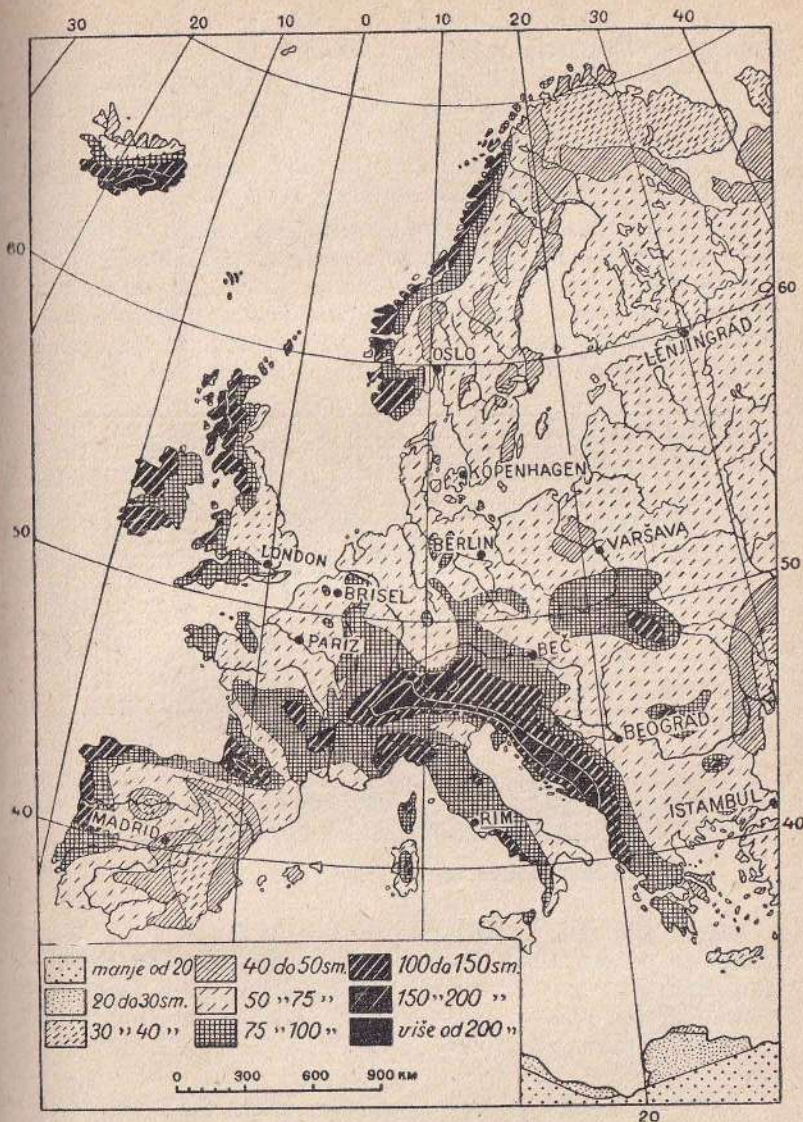 30 20 10 0 10 20 30 40
60
60
OSLO
LENJINGRAD
KOPENHAGEN
50
LONDON
BERLIN
VARŠAVA
50
BRISEL
PARIZ
BEČ
BEOGRAD
40
MADRID
RIM
ISTAMBUL
40
manje od 20
20 do 30 sm.
30 „ 40 „
40 do 50 sm.
50 „ 75 „
75 „ 100 „
100 do 150 sm.
150 „ 200 „
više od 200 „
0 300 600 900 КМ
20